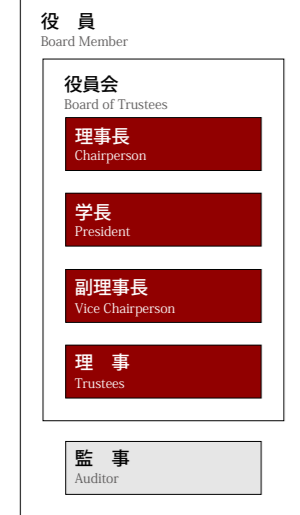 役　員
Board Member
役員会
Board of Trustees
理事長
Chairperson
学長
President
副理事長
Vice Chairperson
理　事
Trustees
監　事
Auditor